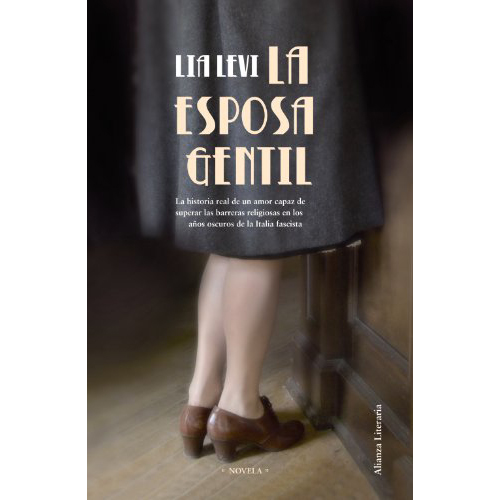 LIA LEVI LA
ESPOSA
GENTIL
La historia real de un amor capaz de
superar las barreras religiosas en los
años oscuros de la Italia fascista
Alianza Literaria
· NOVELA ·